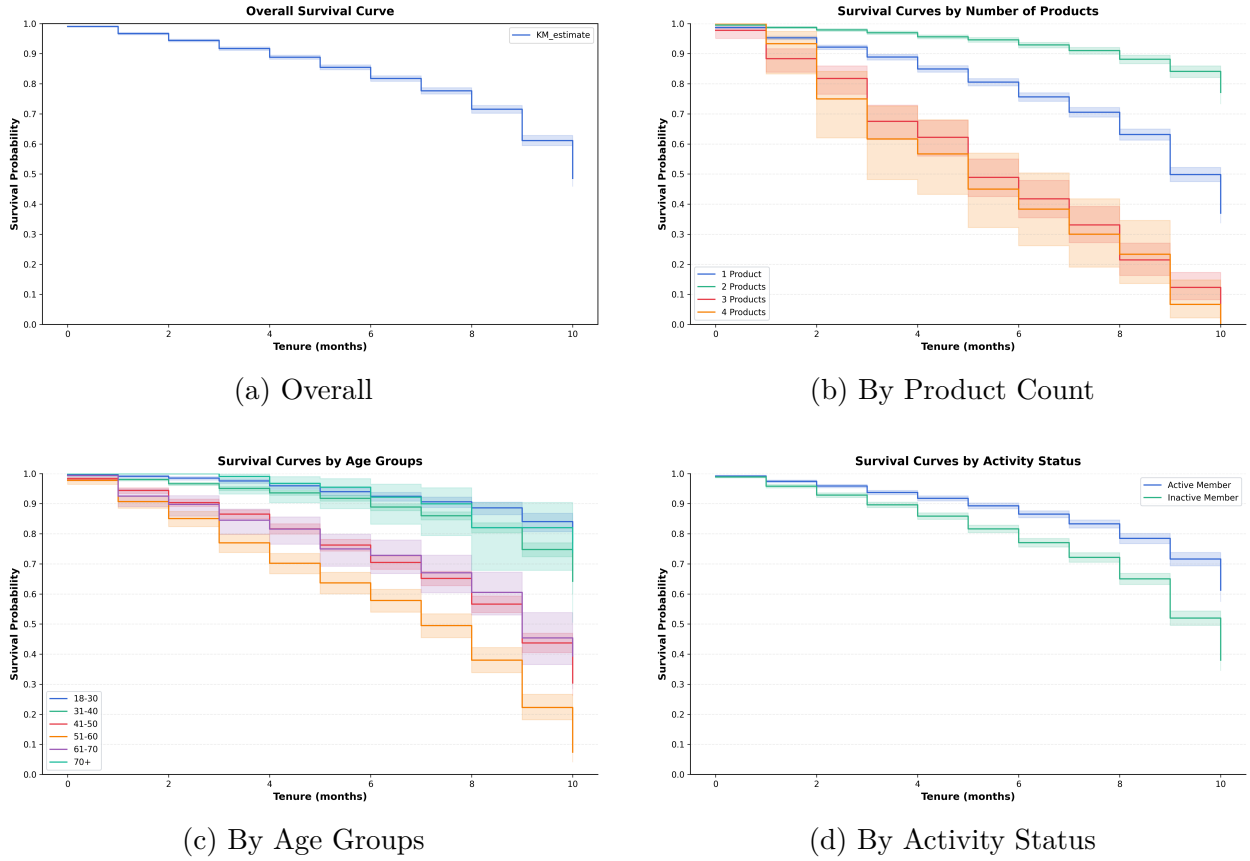 Overall Survival Curve
KM_estimate
Survival Probability
1.0
0.9
0.8
0.7
0.6
0.5
0.4
0.3
0.2
0.1
0.0
0 2 4 6 8 10
Tenure (months)
(a) Overall
Survival Curves by Number of Products
Survival Probability
1.0
0.9
0.8
0.7
0.6
0.5
0.4
0.3
0.2
0.1
0.0
1 Product
2 Products
3 Products
4 Products
0 2 4 6 8 10
Tenure (months)
(b) By Product Count
Survival Curves by Age Groups
Survival Probability
1.0
0.9
0.8
0.7
0.6
0.5
0.4
0.3
0.2
0.1
0.0
18-30
31-40
41-50
51-60
61-70
70+
0 2 4 6 8 10
Tenure (months)
(c) By Age Groups
Survival Curves by Activity Status
Active Member
Inactive Member
Survival Probability
1.0
0.9
0.8
0.7
0.6
0.5
0.4
0.3
0.2
0.1
0.0
0 2 4 6 8 10
Tenure (months)
(d) By Activity Status